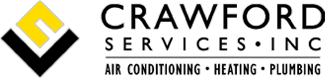 CRAWFORD
SERVICES • INC
AIR CONDITIONING • HEATING • PLUMBING